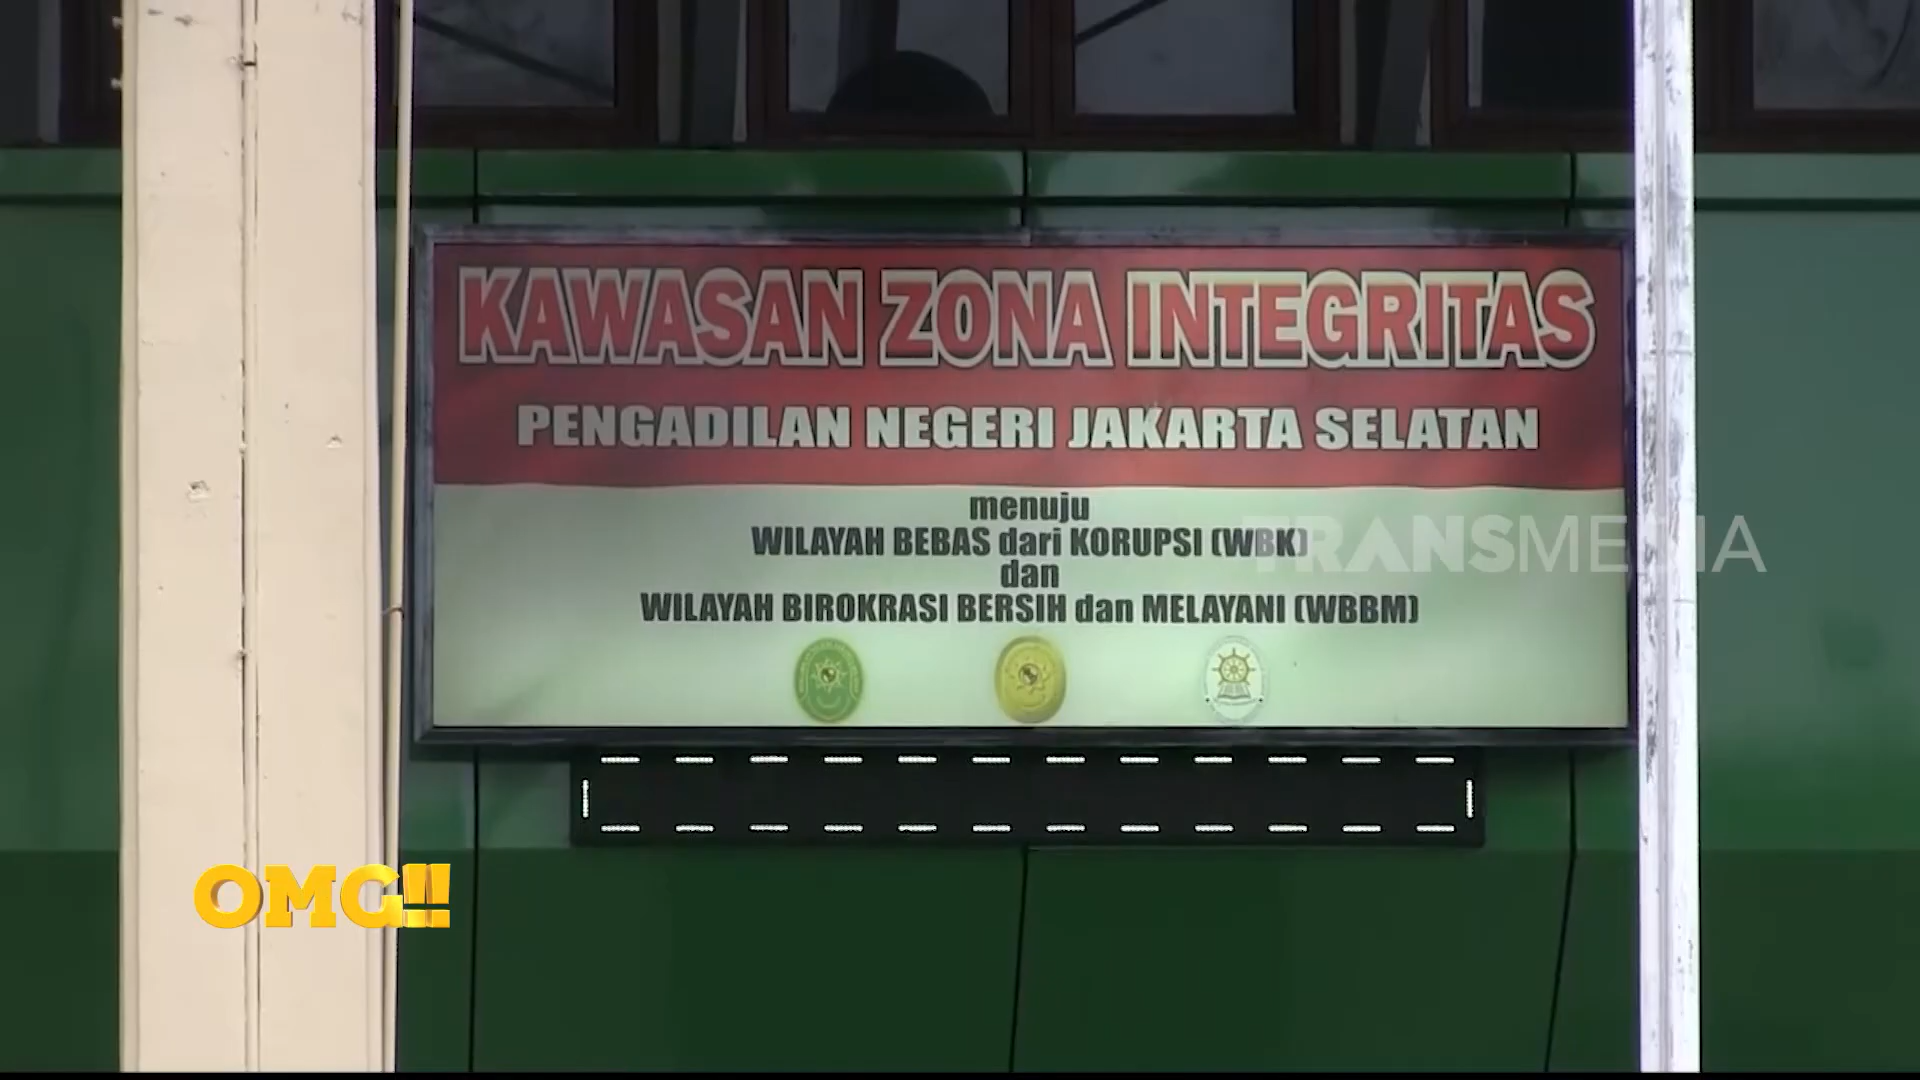 KAWASAN ZONA INTEGRITAS
PENGADILAN NEGERI JAKARTA SELATAN
menuju
WILAYAH BEBAS dari KORUPSI (WBK)
TRANSMEDIA
dan
WILAYAH BIROKRASI BERSIH dan MELAYANI (WBBM)
OMG!!